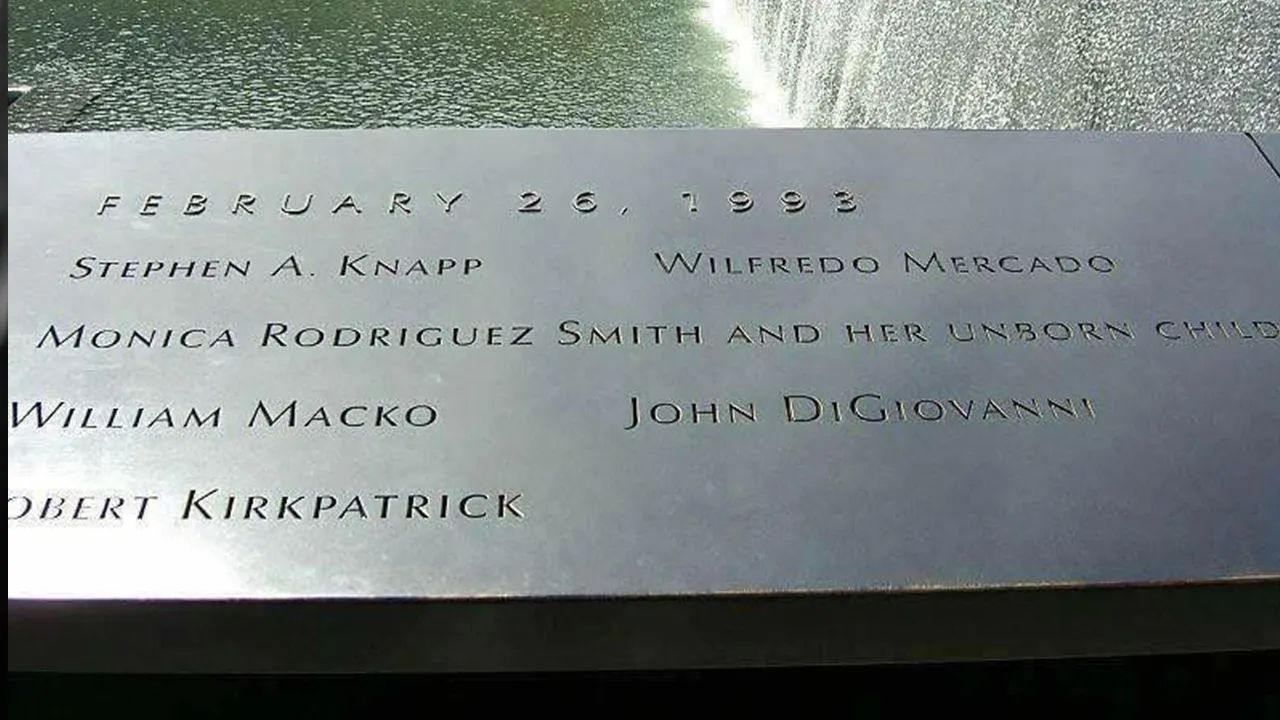 FEBRUARY 26, 1993
STEPHEN A. KNAPP WILFREDO MERCADO
MONICA RODRIGUEZ SMITH AND HER UNBORN CHILD
WILLIAM MACKO JOHN DIGIOVANNI
OBERT KIRKPATRICK